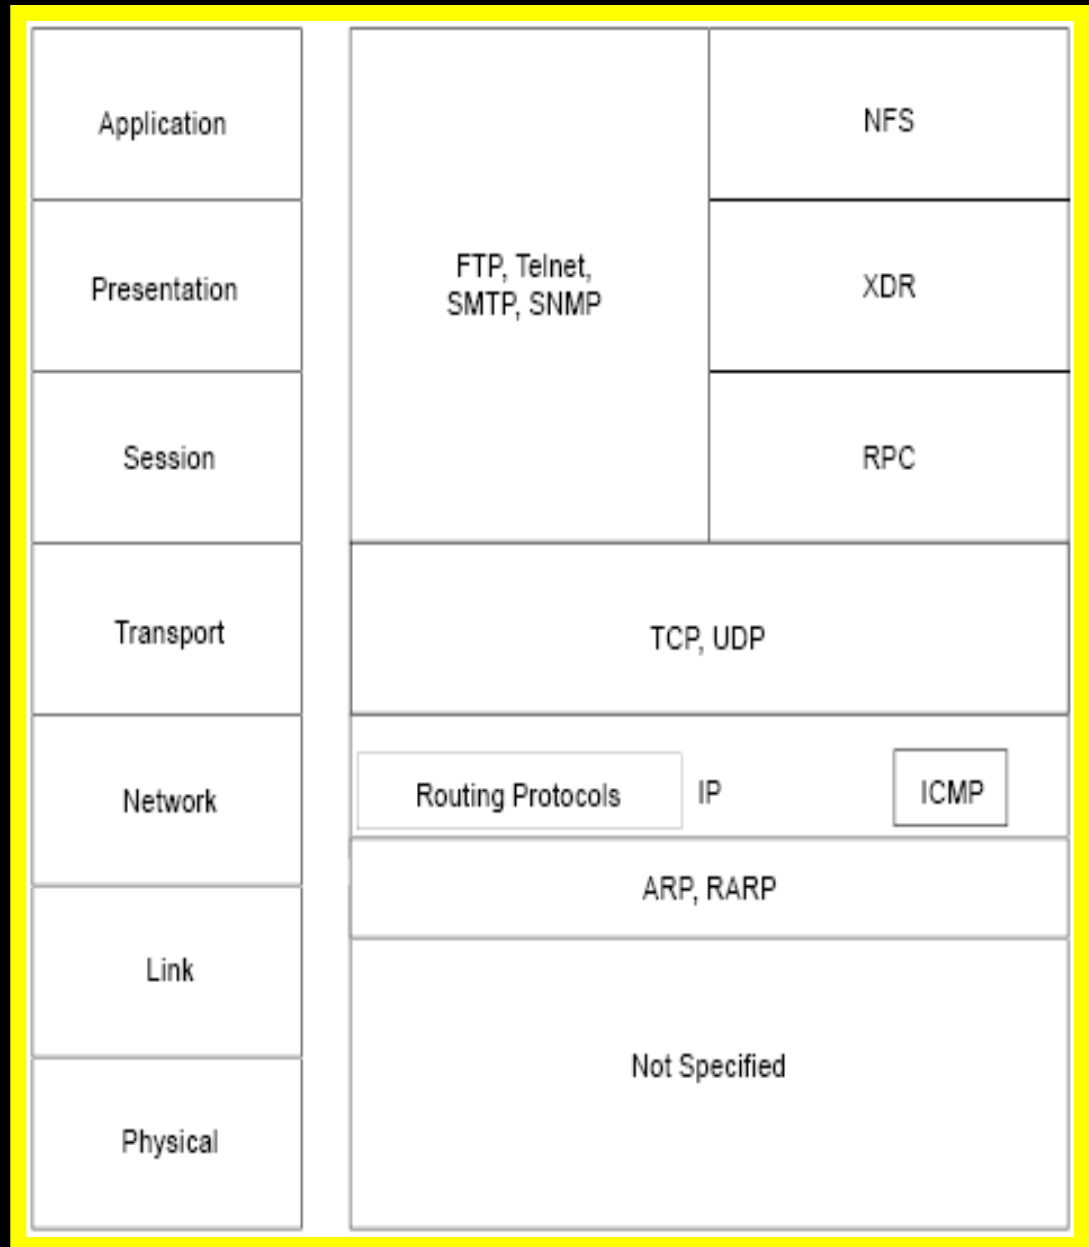 Application
Presentation
Session
Transport
Network
Link
Physical
FTP, Telnet,
SMTP, SNMP
NFS
XDR
RPC
TCP, UDP
Routing Protocols
IP
ICMP
ARP, RARP
Not Specified